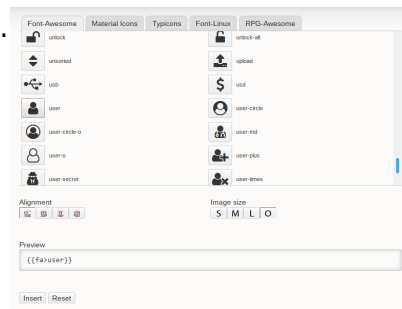 Font-Awesome Material Icons Typicons Font-Linux RPG-Awesome
unlock unlock-alt
unsorted upload
usb usd
user user-circle
user-circle-o user-md
user-o user-plus
user-secret user-times
Alignment Image size
S M L O
Preview
{{fa>user}}
Insert Reset